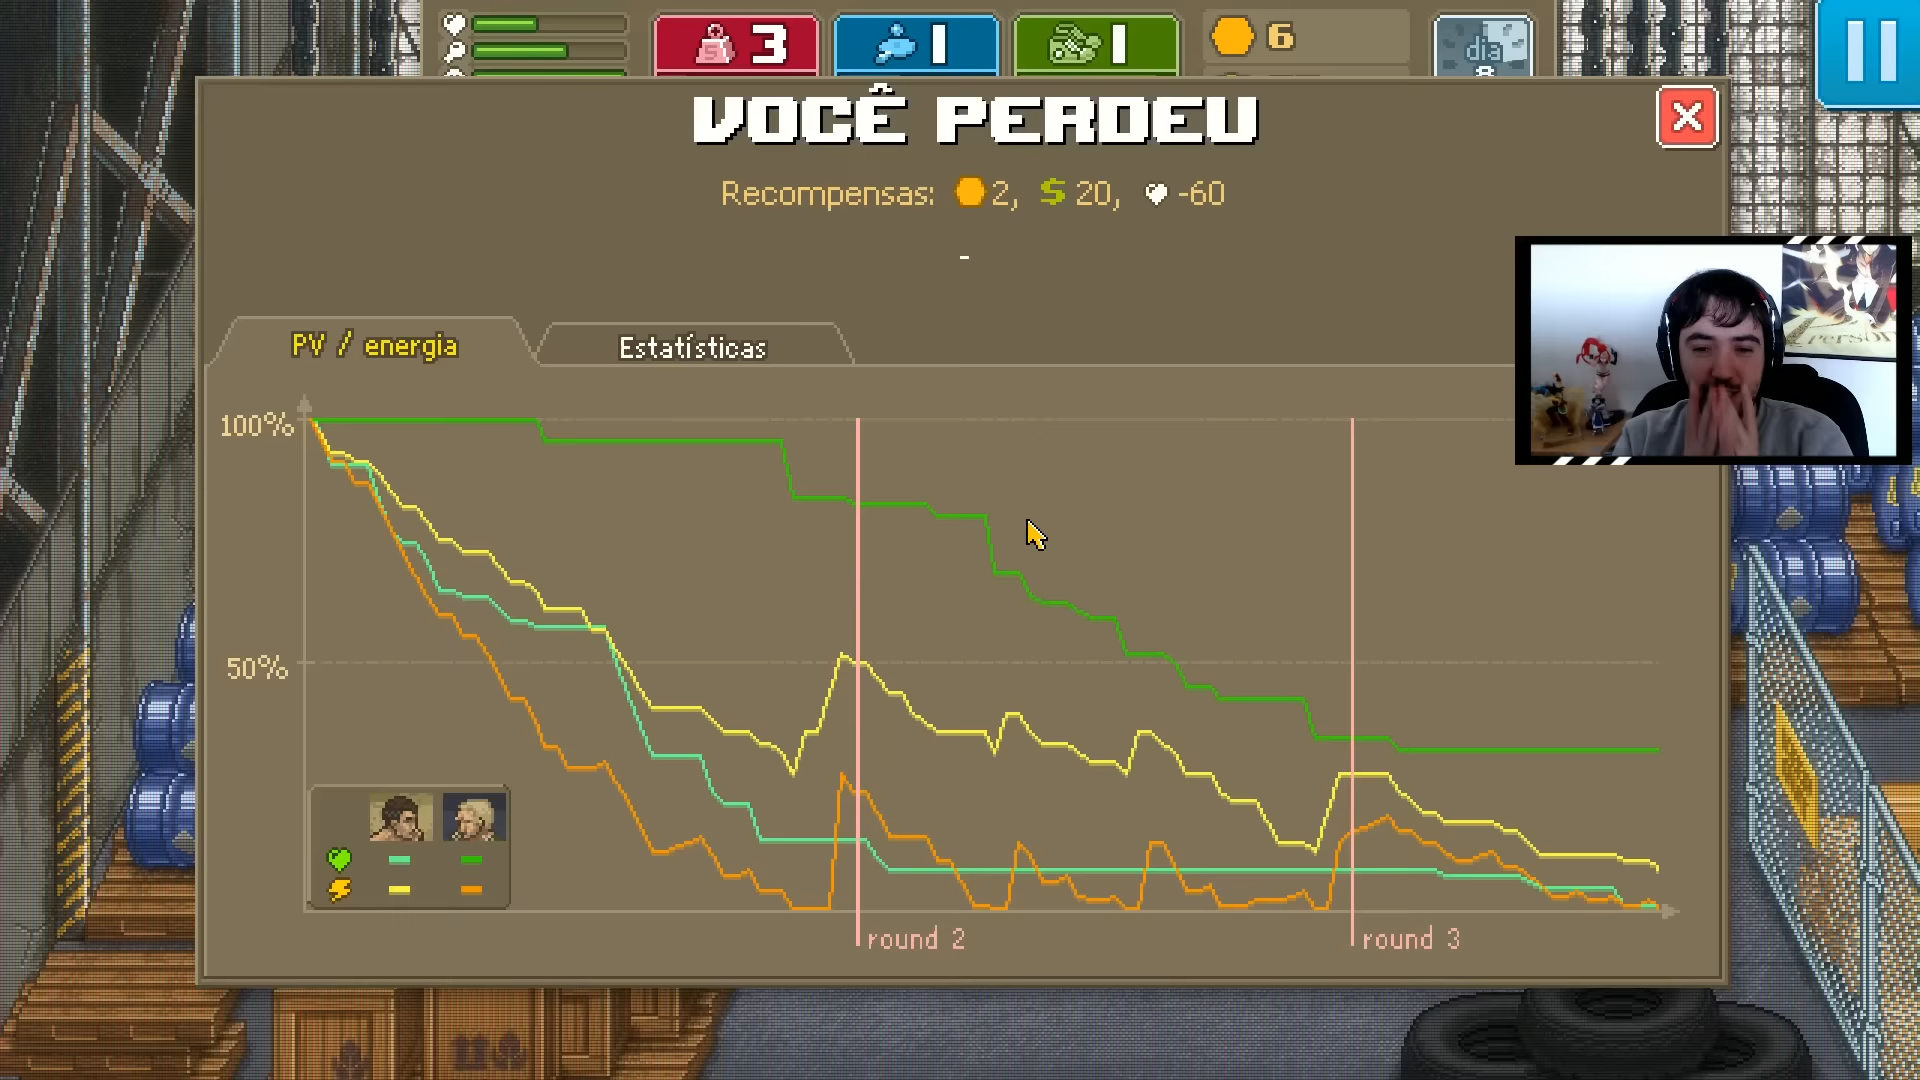 3
1
1
6
dia
8
VOCÊ PERDEU
Recompensas: 2, $ 20, -60
-
PV / energia
Estatísticas
100%
50%
round 2
round 3